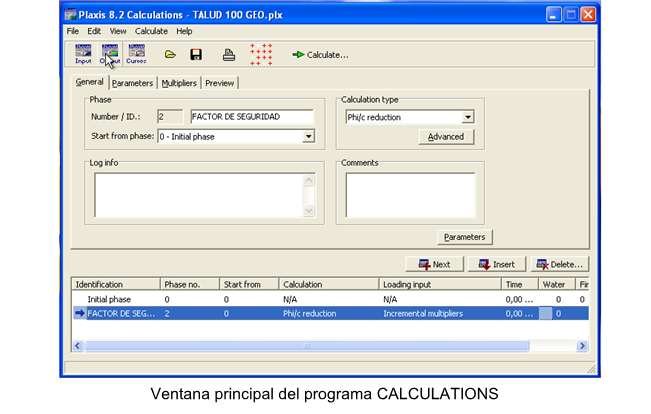 Plaxis 8.2 Calculations - TALUD 100 GEO.plx
File Edit View Calculate Help
Input Output Curves Calculate...
General Parameters Multipliers Preview
Phase
Number / ID.: 2 FACTOR DE SEGURIDAD
Start from phase: 0 - Initial phase
Calculation type
Phi/c reduction
Advanced
Log info
Comments
Parameters
Next Insert Delete...
Identification Phase no. Start from Calculation Loading input Time Water Fir
Initial phase 0 0 N/A N/A 0,00 ... 0 0
FACTOR DE SEG... 2 0 Phi/c reduction Incremental multipliers 0,00 ... 0
Ventana principal del programa CALCULATIONS